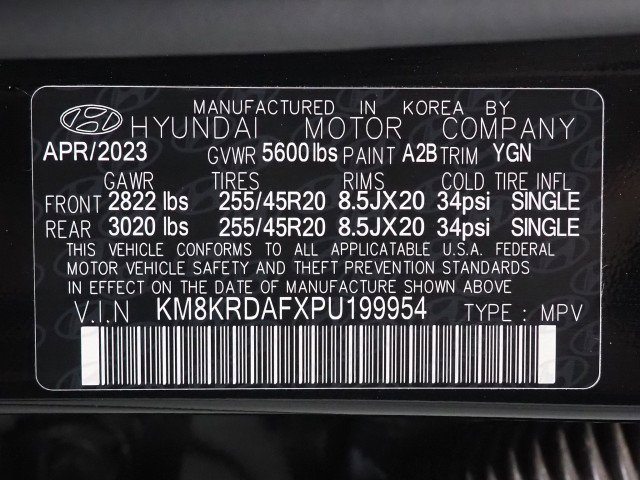 MANUFACTURED IN KOREA BY
HYUNDAI MOTOR COMPANY
APR/2023 GVWR 5600lbs PAINT A2B TRIM YGN
GAWR TIRES RIMS COLD TIRE INFL
FRONT 2822 lbs 255/45R20 8.5JX20 34psi SINGLE
REAR 3020 lbs 255/45R20 8.5JX20 34psi SINGLE
THIS VEHICLE CONFORMS TO ALL APPLICATABLE U.S.A. FEDERAL
MOTOR VEHICLE SAFETY AND THEFT PREVENTION STANDARDS
IN EFFECT ON THE DATE OF MANUFACTURE SHOWN ABOVE
V.I.N KM8KRDAFXPU199954 TYPE : MPV